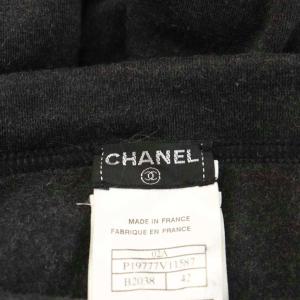 CHANEL
MADE IN FRANCE
FABRIQUE EN FRANCE
02A
P19777V11587
B2038 42